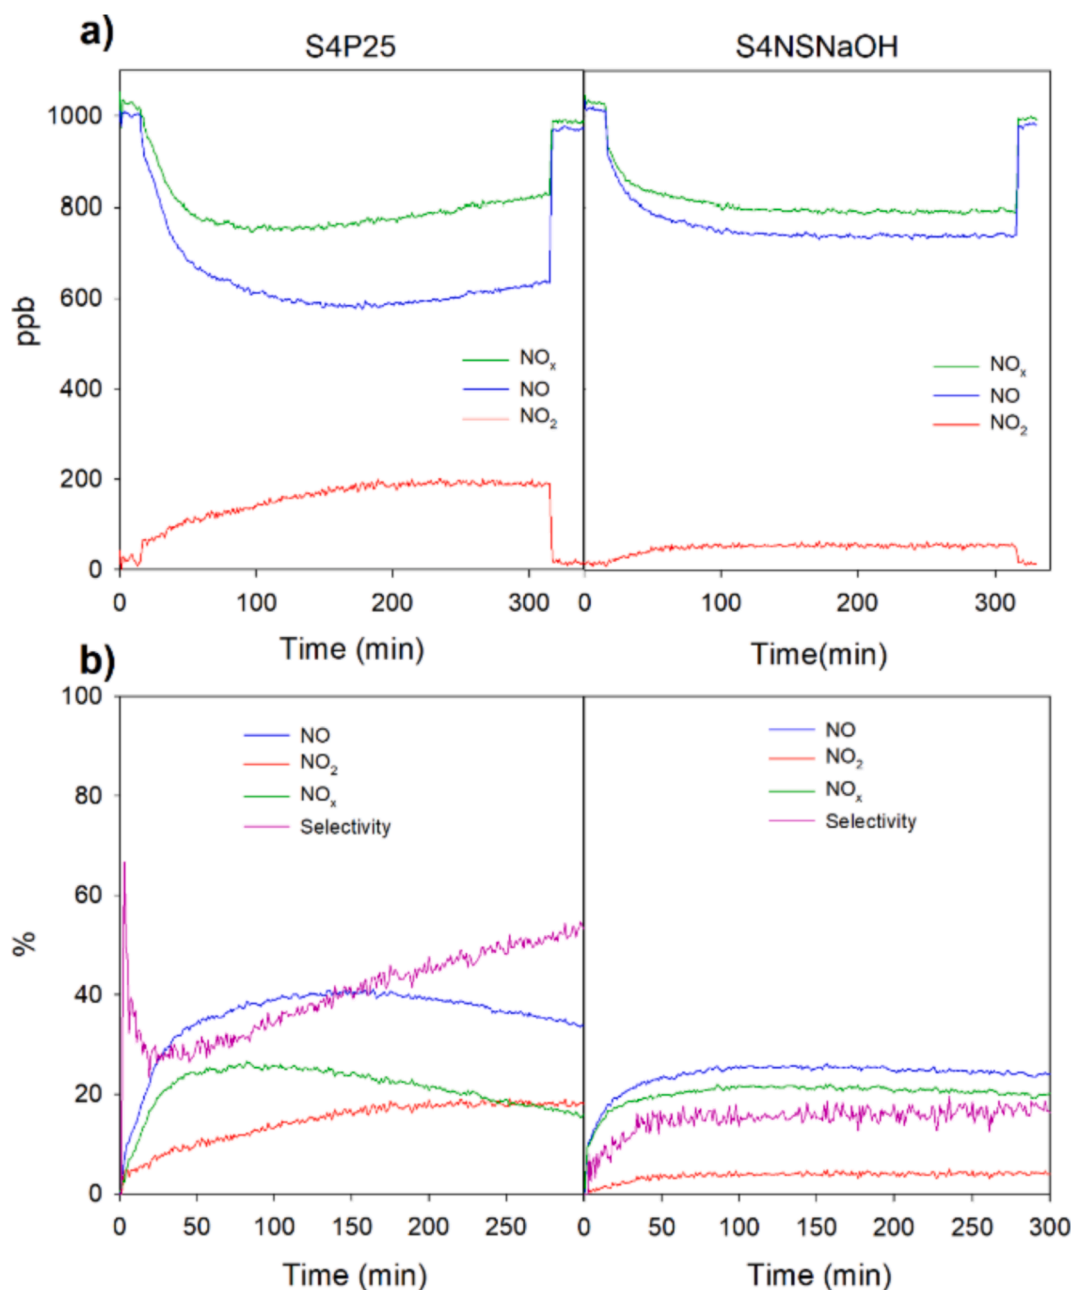 a)
S4P25
S4NSNaOH
ppb
1000
800
600
400
200
0
NOx
NO
NO2
NOx
NO
NO2
0 100 200 300
0 100 200 300
Time (min)
Time(min)
b)
%
100
80
60
40
20
0
NO
NO2
NOx
Selectivity
NO
NO2
NOx
Selectivity
0 50 100 150 200 250
0 50 100 150 200 250 300
Time (min)
Time (min)